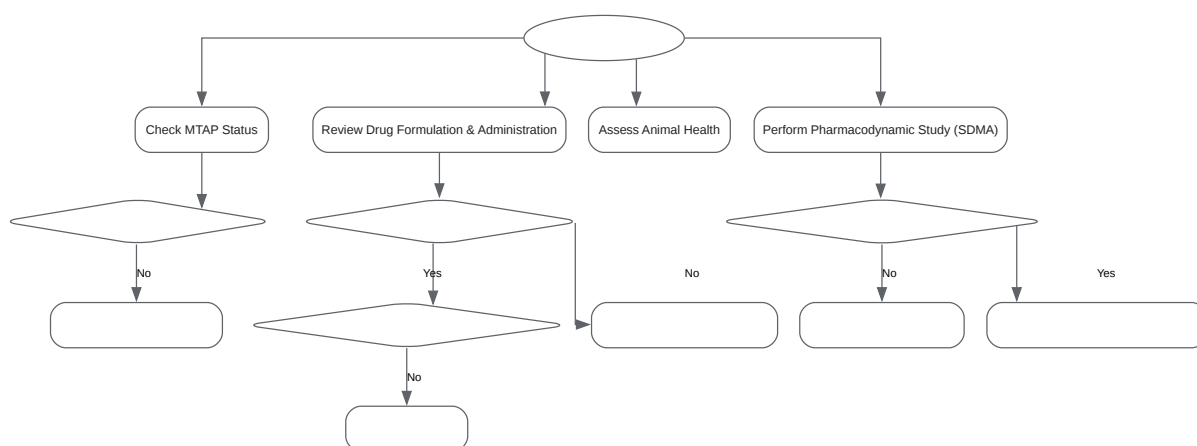 Check MTAP Status
Review Drug Formulation & Administration
Assess Animal Health
Perform Pharmacodynamic Study (SDMA)
No
Yes
No
No
Yes
No